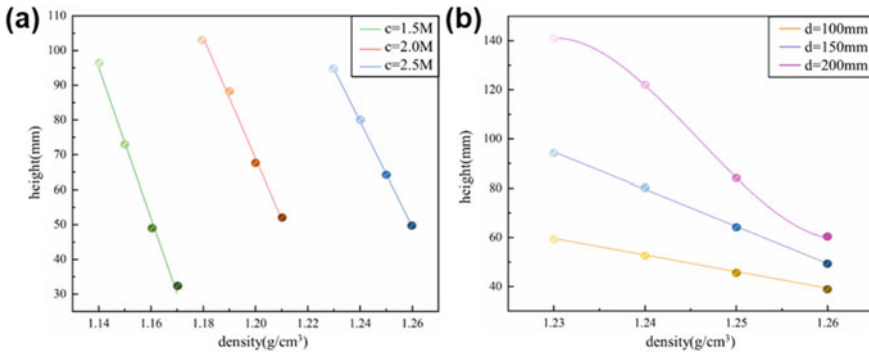 (a)
c=1.5M
c=2.0M
c=2.5M
height(mm)
110
100
90
80
70
60
50
40
30
1.14 1.16 1.18 1.20 1.22 1.24 1.26
density(g/cm³)
(b)
d=100mm
d=150mm
d=200mm
height(mm)
140
120
100
80
60
40
1.23 1.24 1.25 1.26
density(g/cm³)